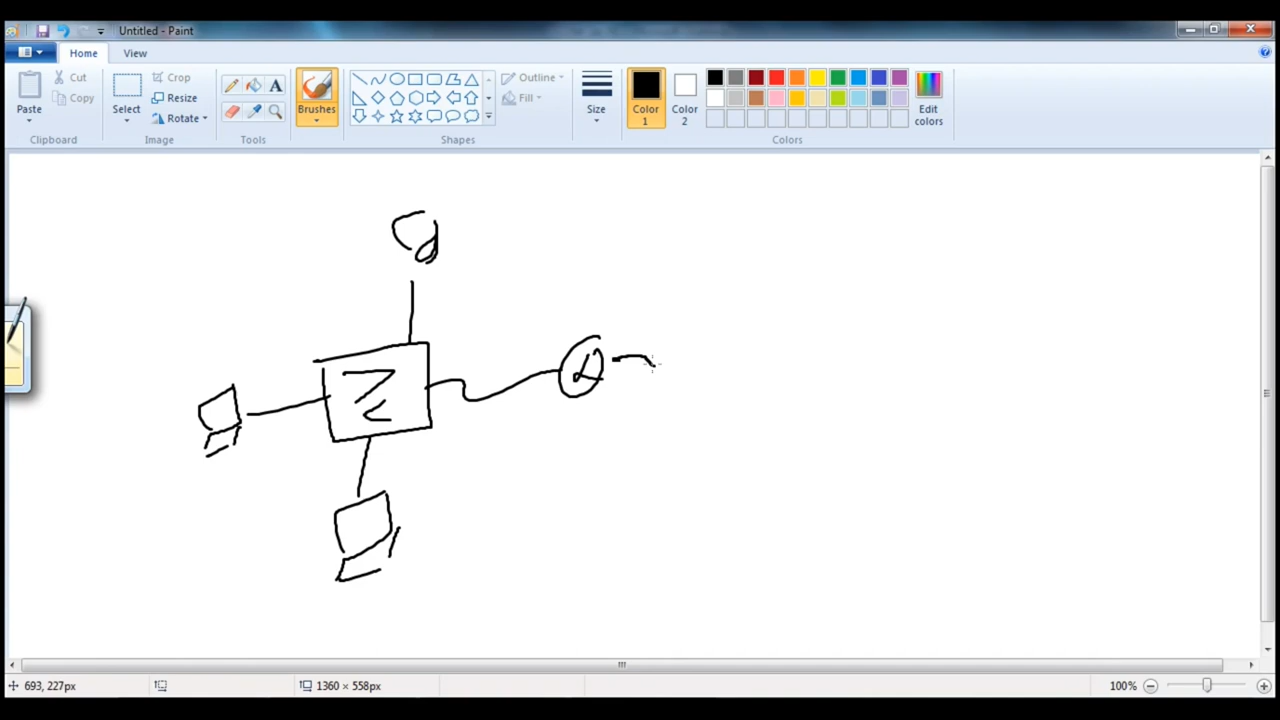 Untitled - Paint
Home View
Paste Cut Copy Select Crop Resize Rotate Brushes Outline Fill Size Color 1 Color 2 Edit colors
Clipboard Image Tools Shapes Colors
693, 227px 1360 × 558px 100%